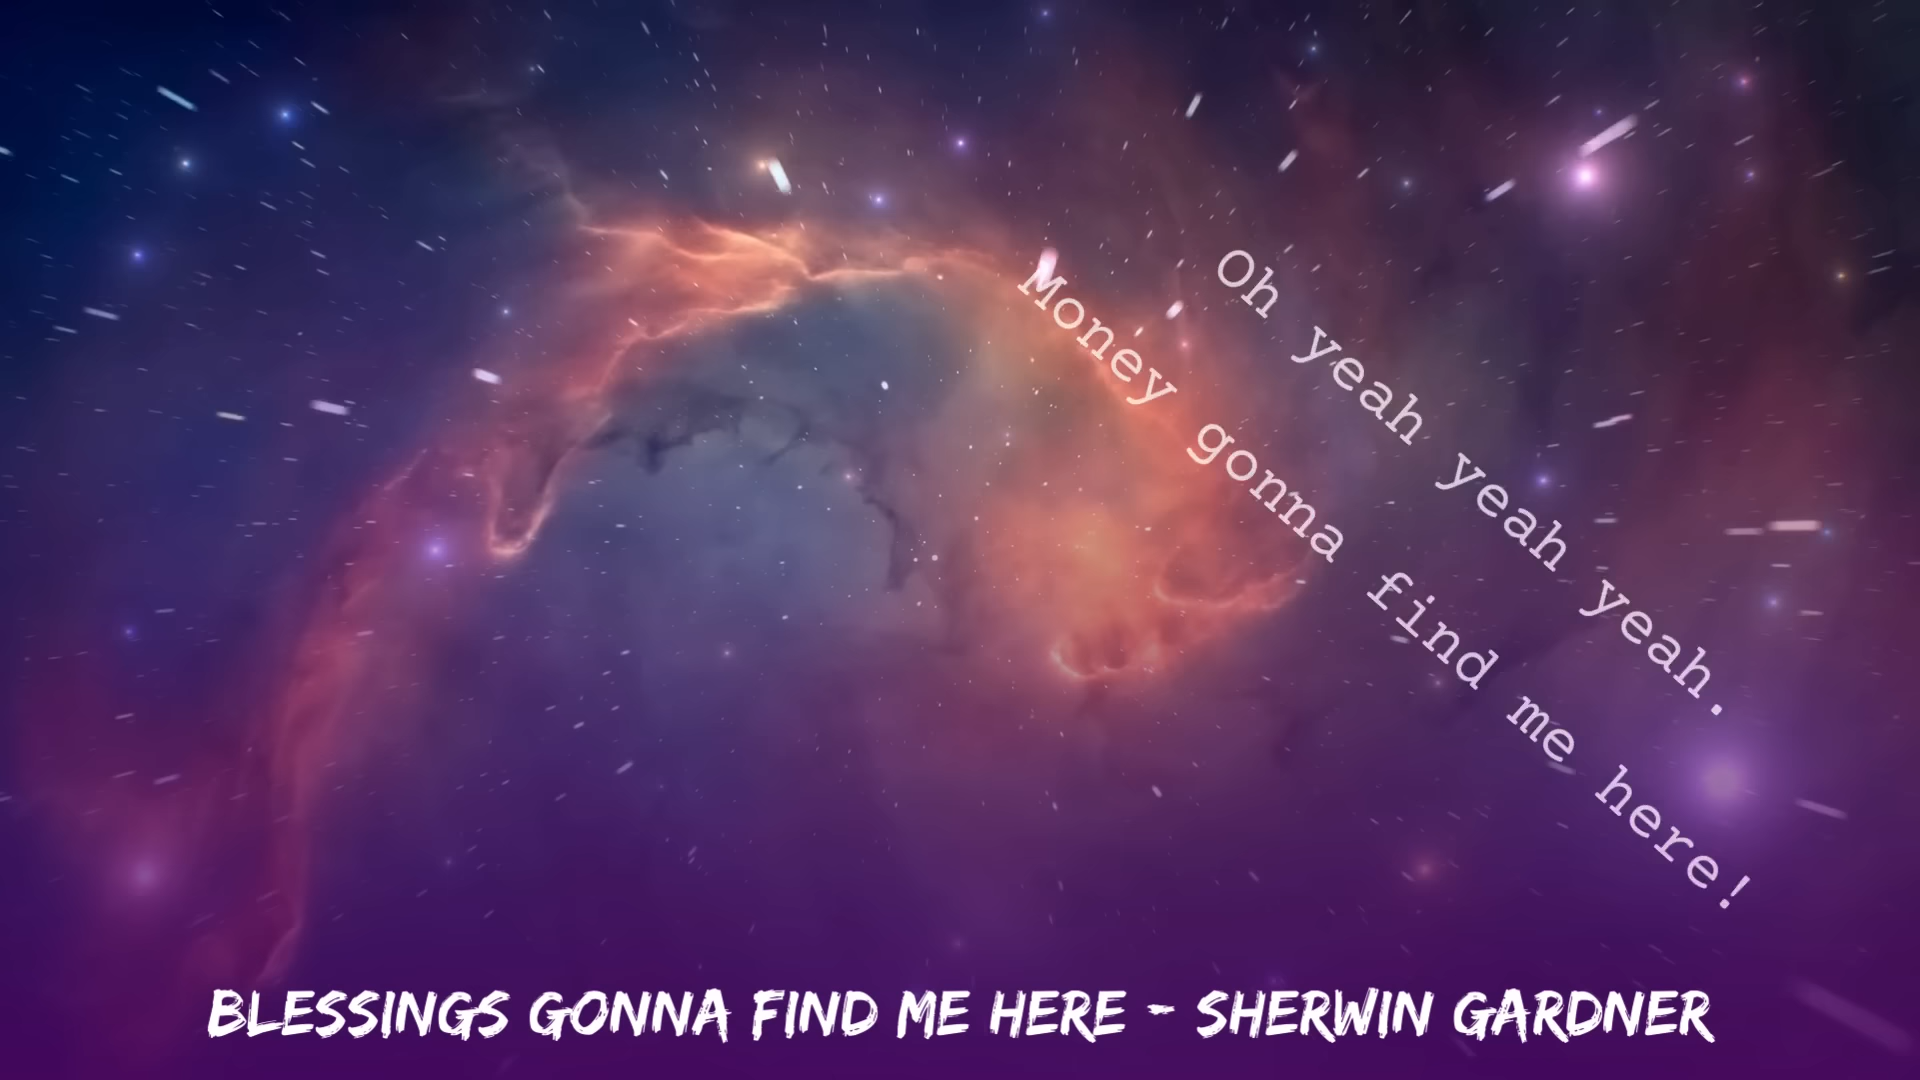 Oh yeah yeah yeah.
Money gonna find me here!
BLESSINGS GONNA FIND ME HERE - SHERWIN GARDNER